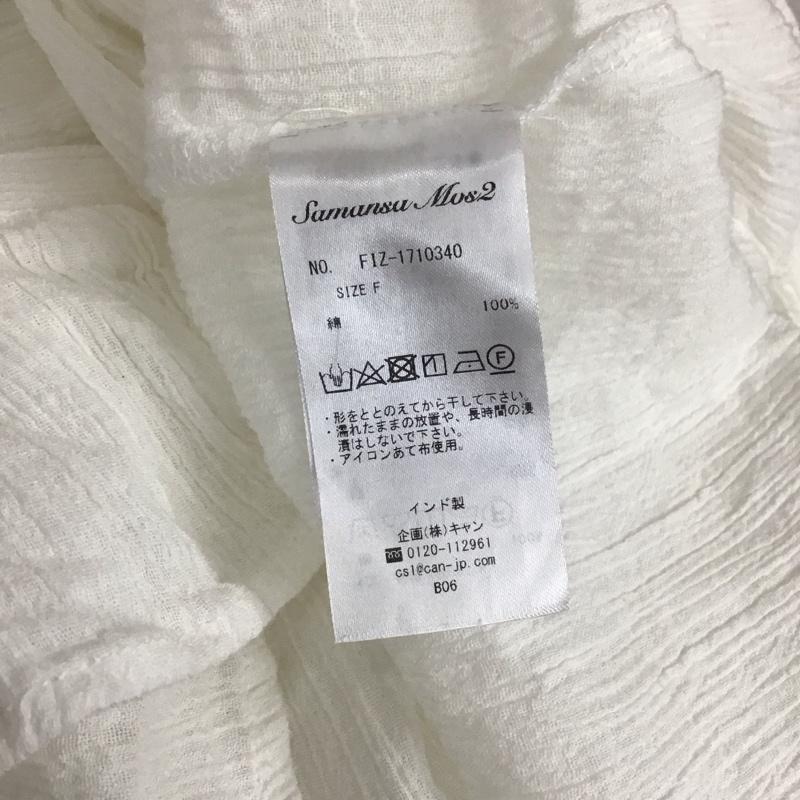 Samansa Mos2
NO. FIZ-1710340
SIZE F
綿 100%
F
・形をととのえてから干して下さい。
・濡れたままの放置や、長時間の浸
漬はしないで下さい。
・アイロンあて布使用。
インド製
企画(株)キャン
0120-112961
csl@can-jp.com
B06